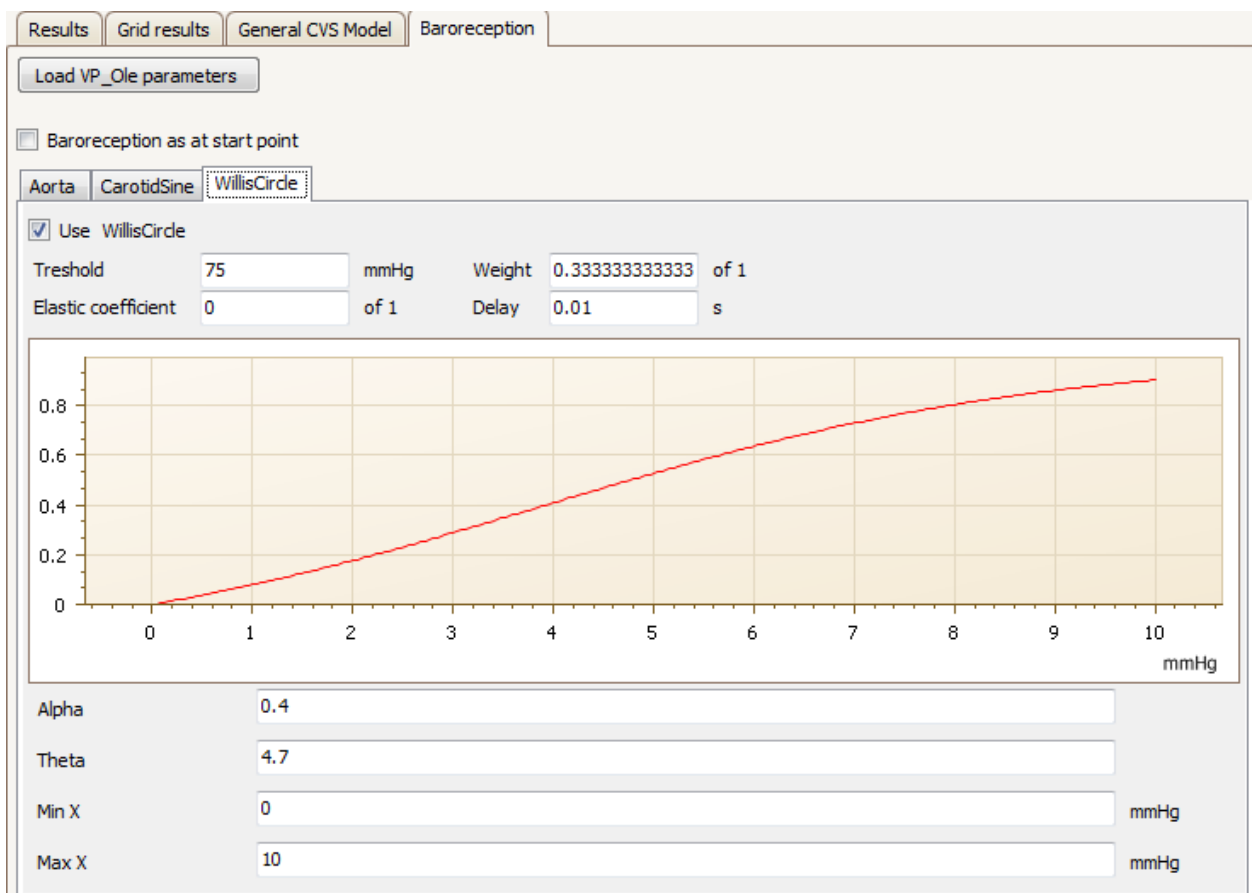 Results Grid results General CVS Model Baroreception
Load VP_Ole parameters
Baroreception as at start point
Aorta CarotidSine WillisCircle
Use WillisCircle
Treshold 75 mmHg Weight 0.333333333333 of 1
Elastic coefficient 0 of 1 Delay 0.01 s
0.8
0.6
0.4
0.2
0
0 1 2 3 4 5 6 7 8 9 10
mmHg
Alpha 0.4
Theta 4.7
Min X 0 mmHg
Max X 10 mmHg